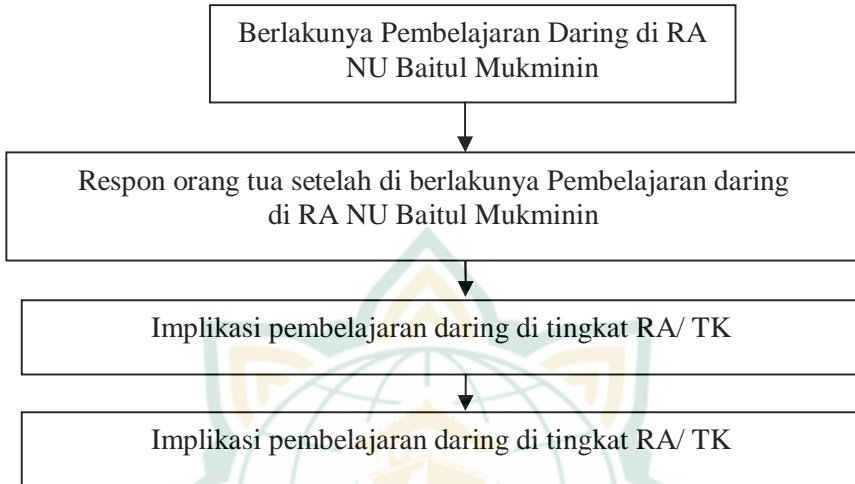 Berlakunya Pembelajaran Daring di RA
NU Baitul Mukminin
Respon orang tua setelah di berlakunya Pembelajaran daring
di RA NU Baitul Mukminin
Implikasi pembelajaran daring di tingkat RA/ TK
Implikasi pembelajaran daring di tingkat RA/ TK